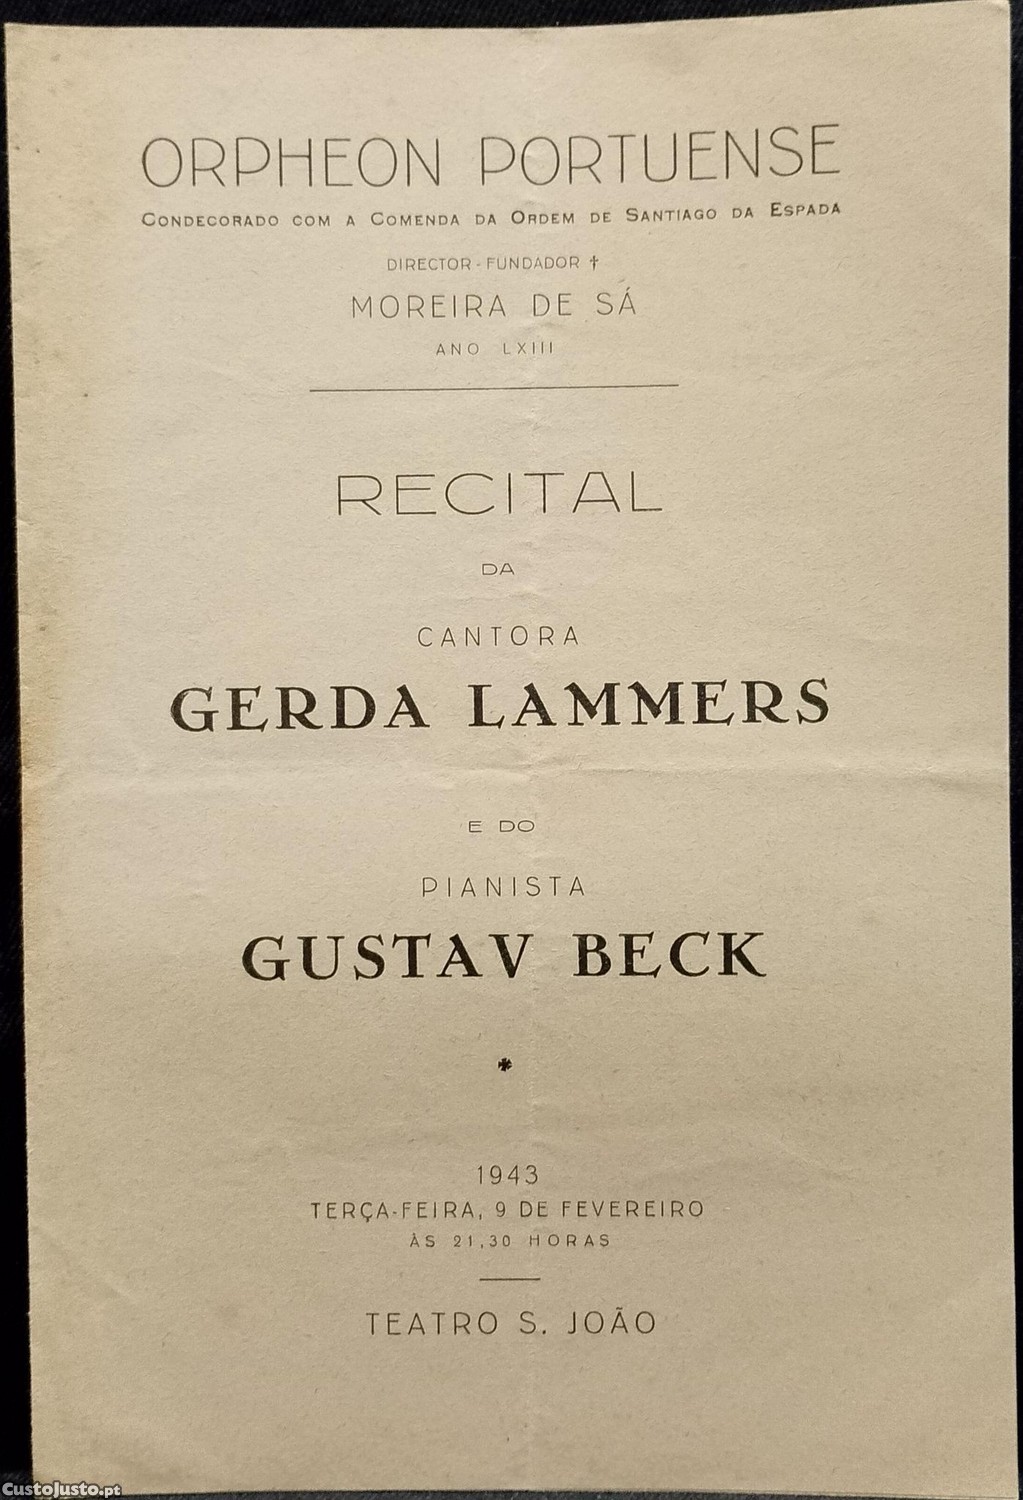 ORPHEON PORTUENSE
CONDECORADO COM A COMENDA DA ORDEM DE SANTIAGO DA ESPADA
DIRECTOR-FUNDADOR †
MOREIRA DE SÁ
ANO LXIII
RECITAL
DA
CANTORA
GERDA LAMMERS
E DO
PIANISTA
GUSTAV BECK
1943
TERÇA-FEIRA, 9 DE FEVEREIRO
ÀS 21,30 HORAS
TEATRO S. JOÃO
CustoJusto.pt